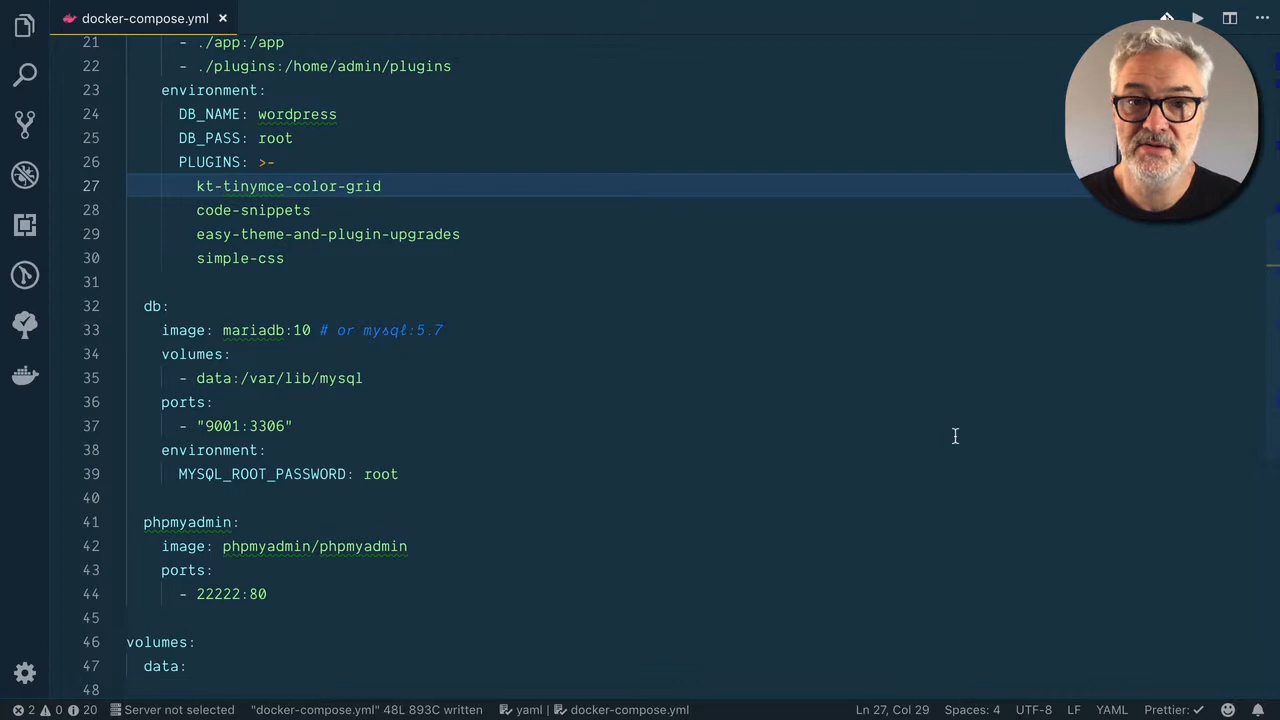 docker-compose.yml
21 - ./app:/app
22 - ./plugins:/home/admin/plugins
23 environment:
24 DB_NAME: wordpress
25 DB_PASS: root
26 PLUGINS: >-
27 kt-tinymce-color-grid
28 code-snippets
29 easy-theme-and-plugin-upgrades
30 simple-css
31
32 db:
33 image: mariadb:10 # or mysql:5.7
34 volumes:
35 - data:/var/lib/mysql
36 ports:
37 - "9001:3306"
38 environment:
39 MYSQL_ROOT_PASSWORD: root
40
41 phpmyadmin:
42 image: phpmyadmin/phpmyadmin
43 ports:
44 - 22222:80
45
46 volumes:
47 data:
48
2 0 20 Server not selected "docker-compose.yml" 48L 893C written yaml | docker-compose.yml Ln 27, Col 29 Spaces: 4 UTF-8 LF YAML Prettier: ✓